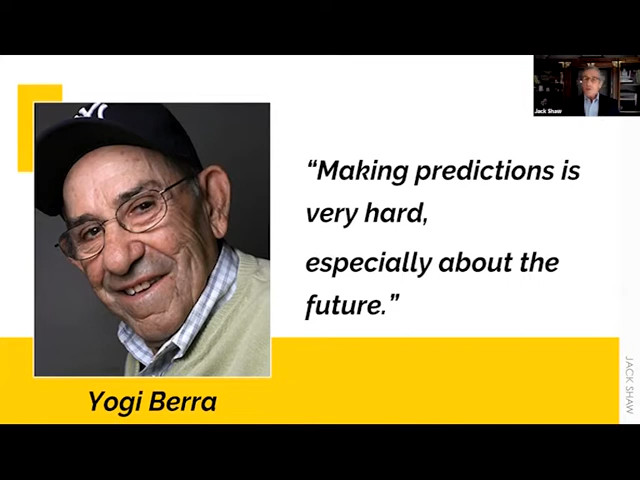 Jack Shaw
“Making predictions is
very hard,
especially about the
future.”
Yogi Berra
JACK SHAW